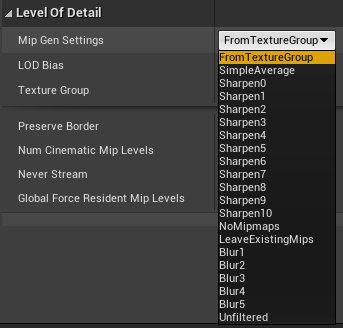 Level Of Detail
Mip Gen Settings
FromTextureGroup
LOD Bias
Texture Group
Preserve Border
Num Cinematic Mip Levels
Never Stream
Global Force Resident Mip Levels
FromTextureGroup
SimpleAverage
Sharpen0
Sharpen1
Sharpen2
Sharpen3
Sharpen4
Sharpen5
Sharpen6
Sharpen7
Sharpen8
Sharpen9
Sharpen10
NoMipmaps
LeaveExistingMips
Blur1
Blur2
Blur3
Blur4
Blur5
Unfiltered